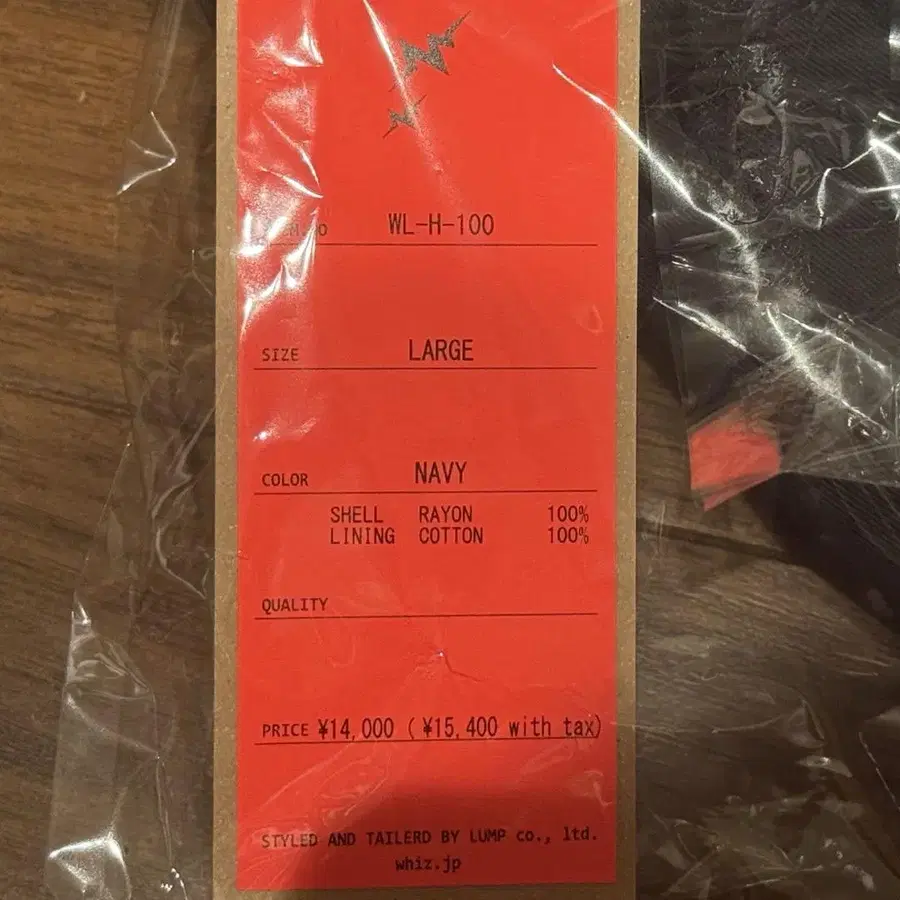 WL-H-100
SIZE LARGE
COLOR NAVY
SHELL RAYON 100%
LINING COTTON 100%
QUALITY
PRICE ¥14,000 (¥15,400 with tax)
STYLED AND TAILERD BY LUMP co., ltd.
whiz.jp